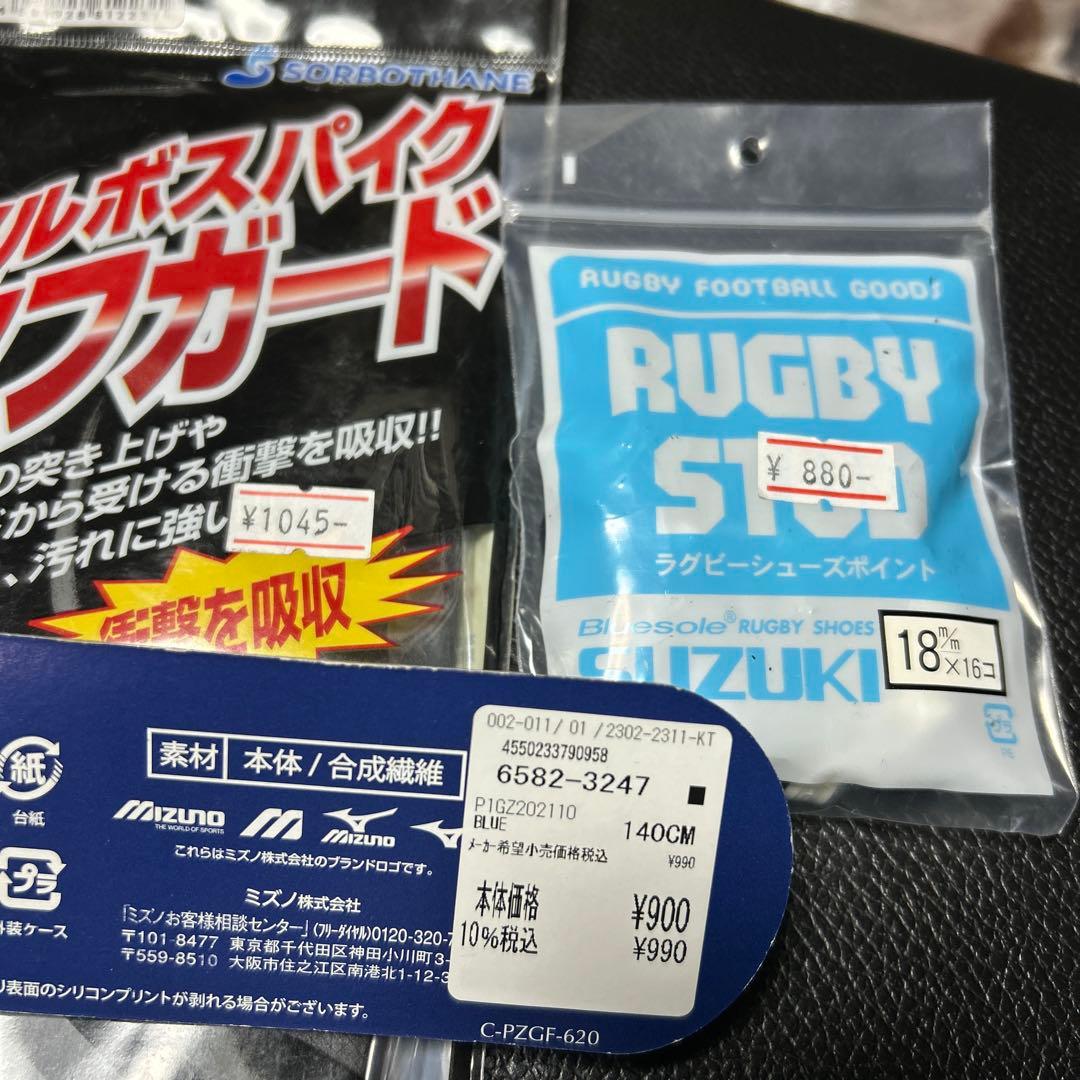 SORBOTHANE
ルボスパイク
フガード
の突き上げや
から受ける衝撃を吸収!!
、汚れに強い
¥1045-
衝撃を吸収
RUGBY FOOTBALL GOODS
RUGBY
STUD
¥ 880-
ラグビーシューズポイント
Bluesole® RUGBY SHOES
SUZUKI
18m/m×16コ
プラ
紙
台紙
プラ
外装ケース
素材 本体/合成繊維
MIZUNO
THE WORLD OF SPORTS
MIZUNO
これらはミズノ株式会社のブランドロゴです。
ミズノ株式会社
「ミズノお客様相談センター」(フリーダイヤル)0120-320-7
〒101-8477 東京都千代田区神田小川町3-
〒559-8510 大阪市住之江区南港北1-12-3
表面のシリコンプリントが剥れる場合がございます。
C-PZGF-620
002-011/ 01 /2302-2311-KT
4550233790958
6582-3247
P1GZ202110
BLUE
140CM
メーカー希望小売価格税込 ¥990
本体価格 ¥900
10%税込 ¥990